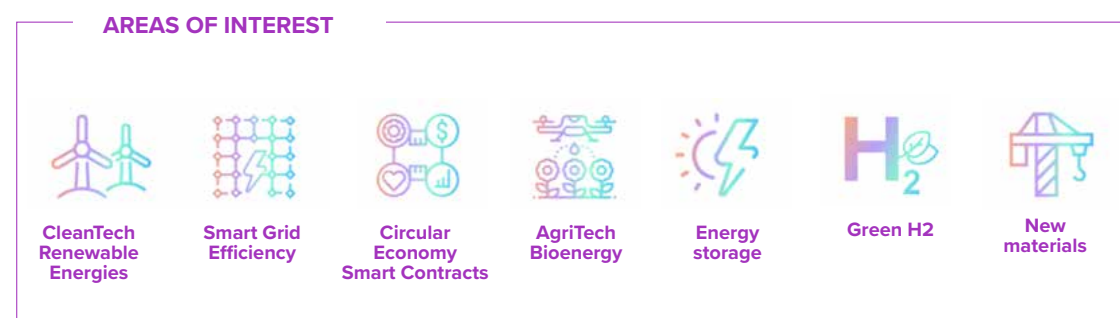 AREAS OF INTEREST
H2
$
CleanTech
Renewable
Energies
Smart Grid
Efficiency
Circular
Economy
Smart Contracts
AgriTech
Bioenergy
Energy
storage
Green H2
New
materials